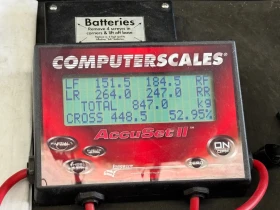 Batteries
Remove 4 screws in
corners & lift off base
COMPUTERSCALES
LF 151.5 184.5 RF
LR 264.0 247.0 RR
TOTAL 847.0 kg
CROSS 448.5 52.95%
AccuSet II
ON